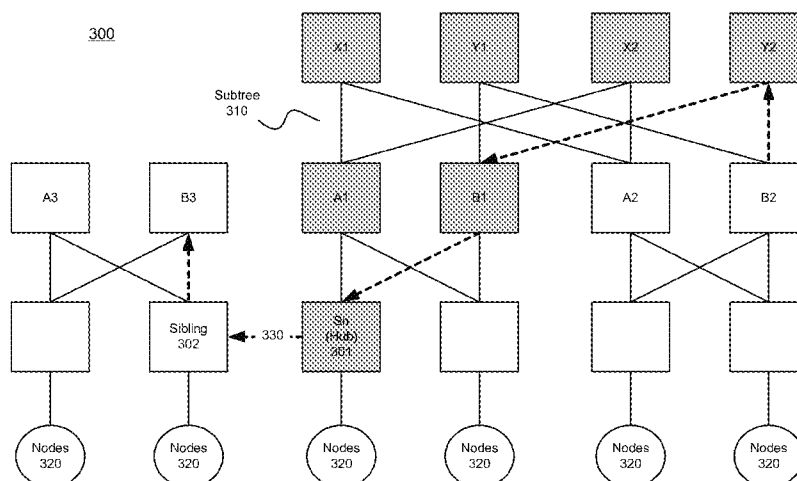 300
X1
Y1
X2
Y2
Subtree
310
A3
B3
A1
B1
A2
B2
Sibling
302
330
Sn
(Hub)
301
Nodes
320
Nodes
320
Nodes
320
Nodes
320
Nodes
320
Nodes
320